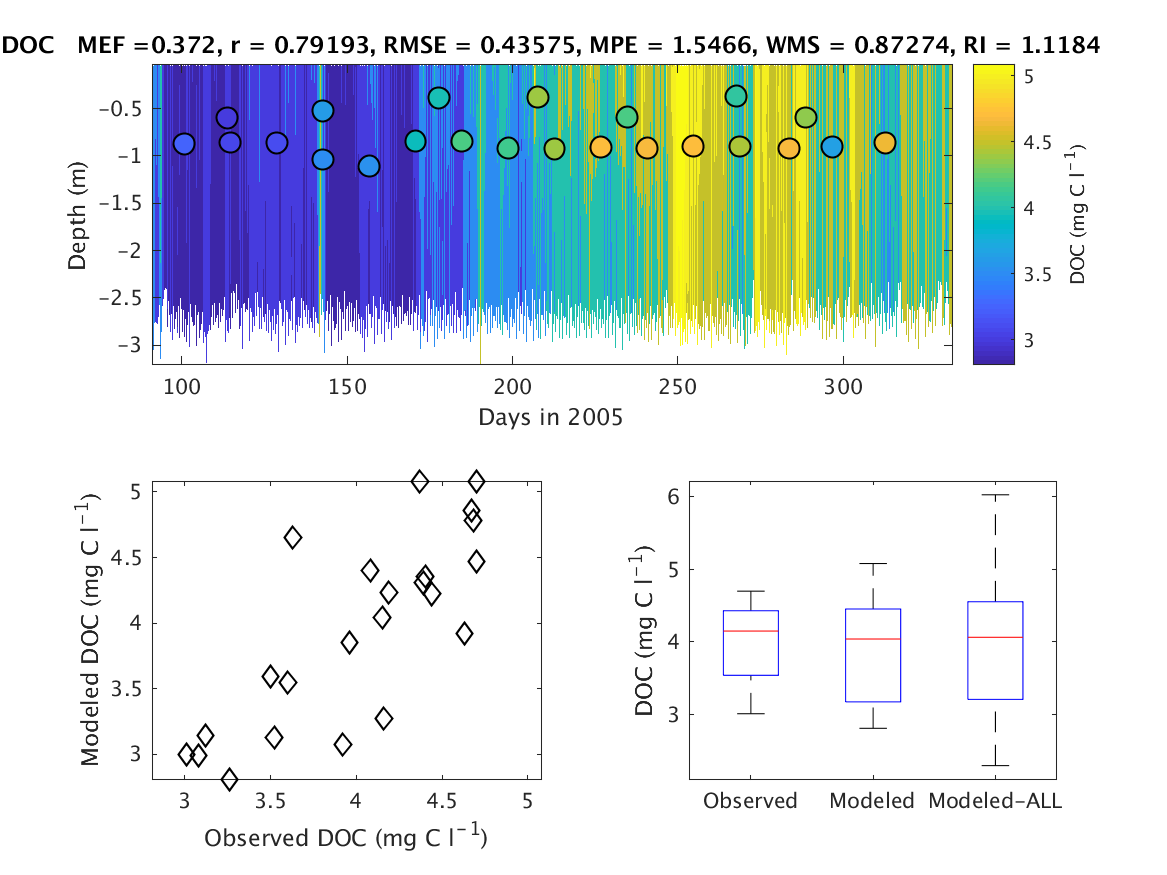 DOC MEF =0.372, r = 0.79193, RMSE = 0.43575, MPE = 1.5466, WMS = 0.87274, RI = 1.1184
Depth (m)
−0.5
−1
−1.5
−2
−2.5
−3
100 150 200 250 300
Days in 2005
5
4.5
4
3.5
3
DOC (mg C l⁻¹)
Modeled DOC (mg C l⁻¹)
5
4.5
4
3.5
3
3 3.5 4 4.5 5
Observed DOC (mg C l⁻¹)
DOC (mg C l⁻¹)
6
5
4
3
Observed Modeled Modeled-ALL